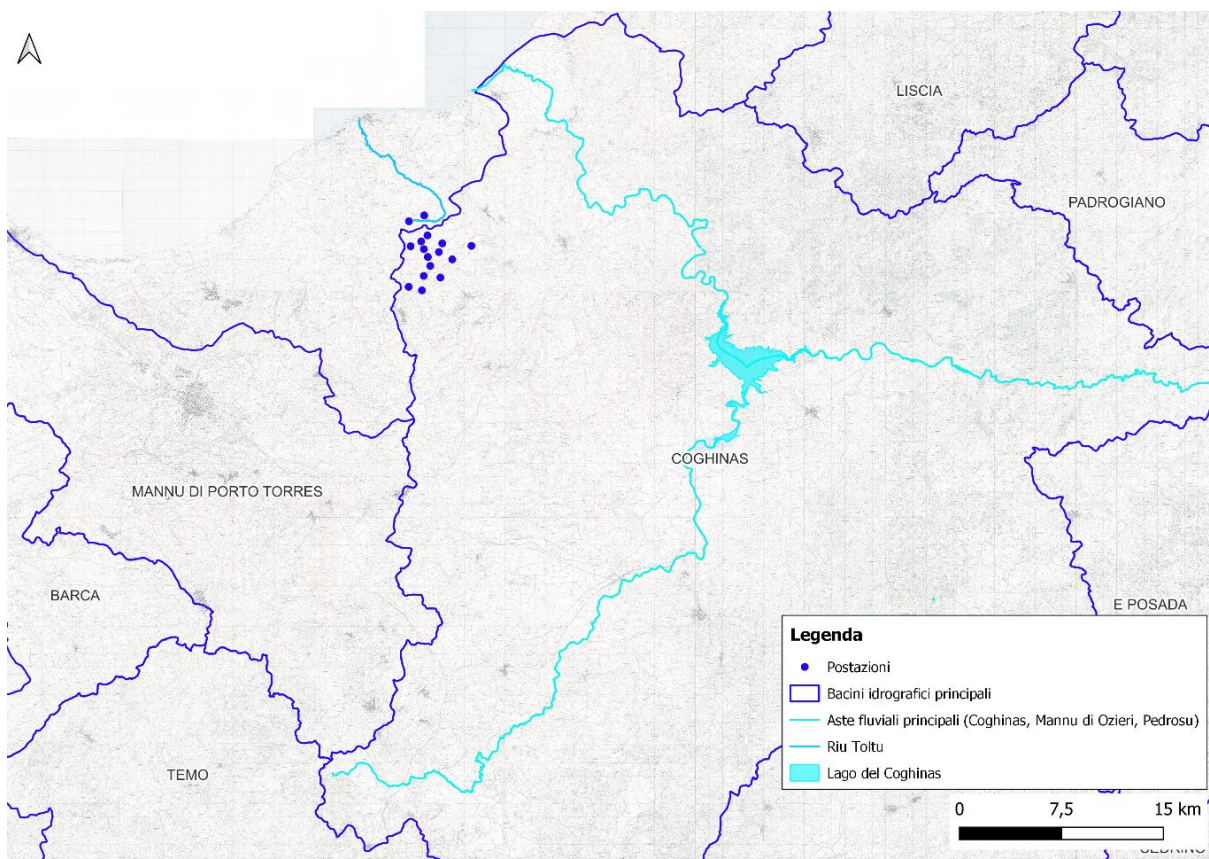 LISCIA
PADROGIANO
COGHINAS
MANNU DI PORTO TORRES
BARCA
E POSADA
TEMO
Legenda
Postazioni
Bacini idrografici principali
Aste fluviali principali (Coghinas, Mannu di Ozieri, Pedrosu)
Riu Toltu
Lago del Coghinas
0 7,5 15 km